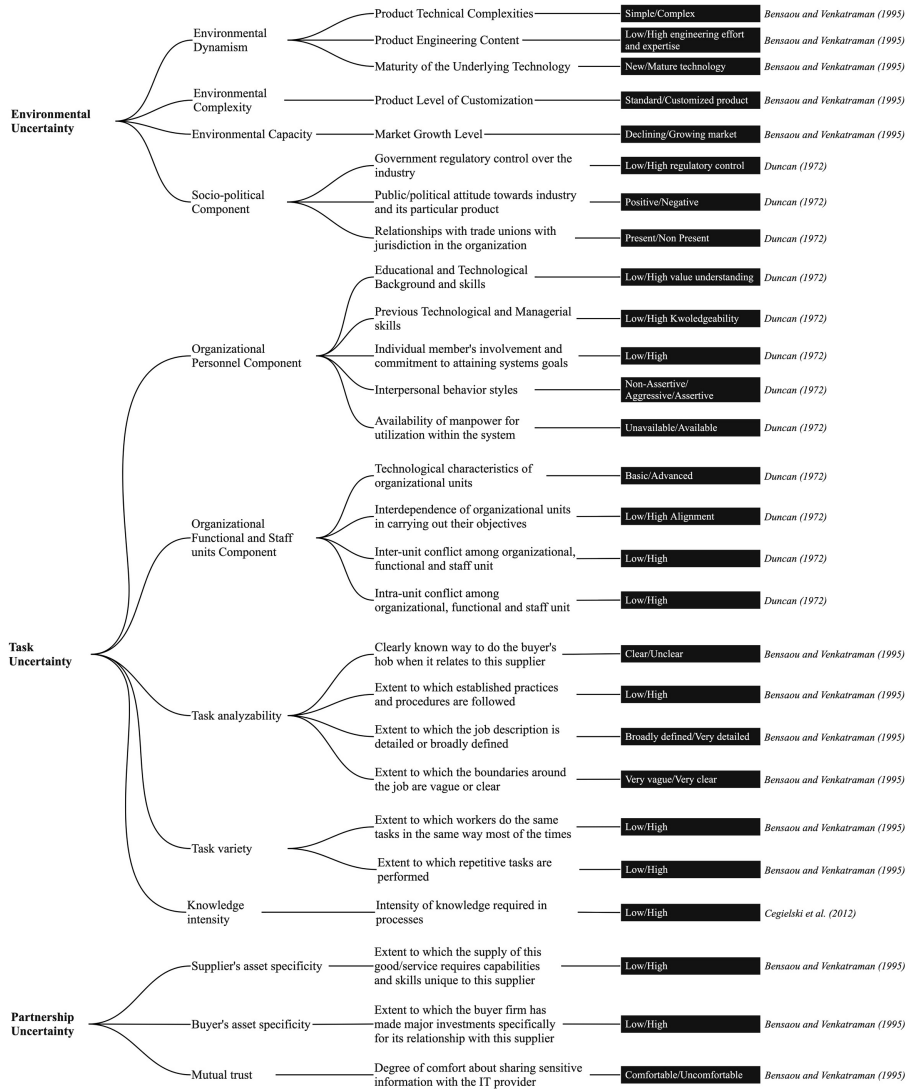 Environmental
Uncertainty
Environmental
Dynamism
Product Technical Complexities
Simple/Complex
Bensaou and Venkatraman (1995)
Product Engineering Content
Low/High engineering effort
and expertise
Bensaou and Venkatraman (1995)
Maturity of the Underlying Technology
New/Mature technology
Bensaou and Venkatraman (1995)
Environmental
Complexity
Product Level of Customization
Standard/Customized product
Bensaou and Venkatraman (1995)
Environmental Capacity
Market Growth Level
Declining/Growing market
Bensaou and Venkatraman (1995)
Socio-political
Component
Government regulatory control over the
industry
Low/High regulatory control
Duncan (1972)
Public/political attitude towards industry
and its particular product
Positive/Negative
Duncan (1972)
Relationships with trade unions with
jurisdiction in the organization
Present/Non Present
Duncan (1972)
Task
Uncertainty
Organizational
Personnel Component
Educational and Technological
Background and skills
Low/High value understanding
Duncan (1972)
Previous Technological and Managerial
skills
Low/High Kwoledgeability
Duncan (1972)
Individual member's involvement and
commitment to attaining systems goals
Low/High
Duncan (1972)
Interpersonal behavior styles
Non-Assertive/
Aggressive/Assertive
Duncan (1972)
Availability of manpower for
utilization within the system
Unavailable/Available
Duncan (1972)
Organizational
Functional and Staff
units Component
Technological characteristics of
organizational units
Basic/Advanced
Duncan (1972)
Interdependence of organizational units
in carrying out their objectives
Low/High Alignment
Duncan (1972)
Inter-unit conflict among organizational,
functional and staff unit
Low/High
Duncan (1972)
Intra-unit conflict among
organizational, functional and staff unit
Low/High
Duncan (1972)
Task analyzability
Clearly known way to do the buyer's
hob when it relates to this supplier
Clear/Unclear
Bensaou and Venkatraman (1995)
Extent to which established practices
and procedures are followed
Low/High
Bensaou and Venkatraman (1995)
Extent to which the job description is
detailed or broadly defined
Broadly defined/Very detailed
Bensaou and Venkatraman (1995)
Extent to which the boundaries around
the job are vague or clear
Very vague/Very clear
Bensaou and Venkatraman (1995)
Task variety
Extent to which workers do the same
tasks in the same way most of the times
Low/High
Bensaou and Venkatraman (1995)
Extent to which repetitive tasks are
performed
Low/High
Bensaou and Venkatraman (1995)
Knowledge
intensity
Intensity of knowledge required in
processes
Low/High
Cegielski et al. (2012)
Partnership
Uncertainty
Supplier's asset specificity
Extent to which the supply of this
good/service requires capabilities
and skills unique to this supplier
Low/High
Bensaou and Venkatraman (1995)
Buyer's asset specificity
Extent to which the buyer firm has
made major investments specifically
for its relationship with this supplier
Low/High
Bensaou and Venkatraman (1995)
Mutual trust
Degree of comfort about sharing sensitive
information with the IT provider
Comfortable/Uncomfortable
Bensaou and Venkatraman (1995)